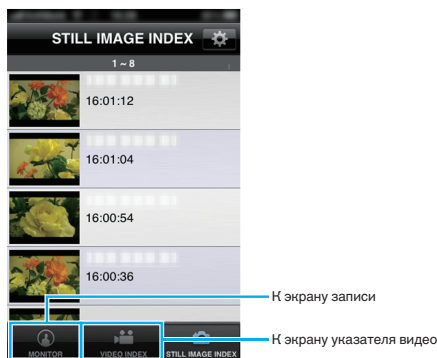 STILL IMAGE INDEX
1 ~ 8
16:01:12
16:01:04
16:00:54
16:00:36
К экрану записи
MONITOR
VIDEO INDEX
STILL IMAGE INDEX
К экрану указателя видео